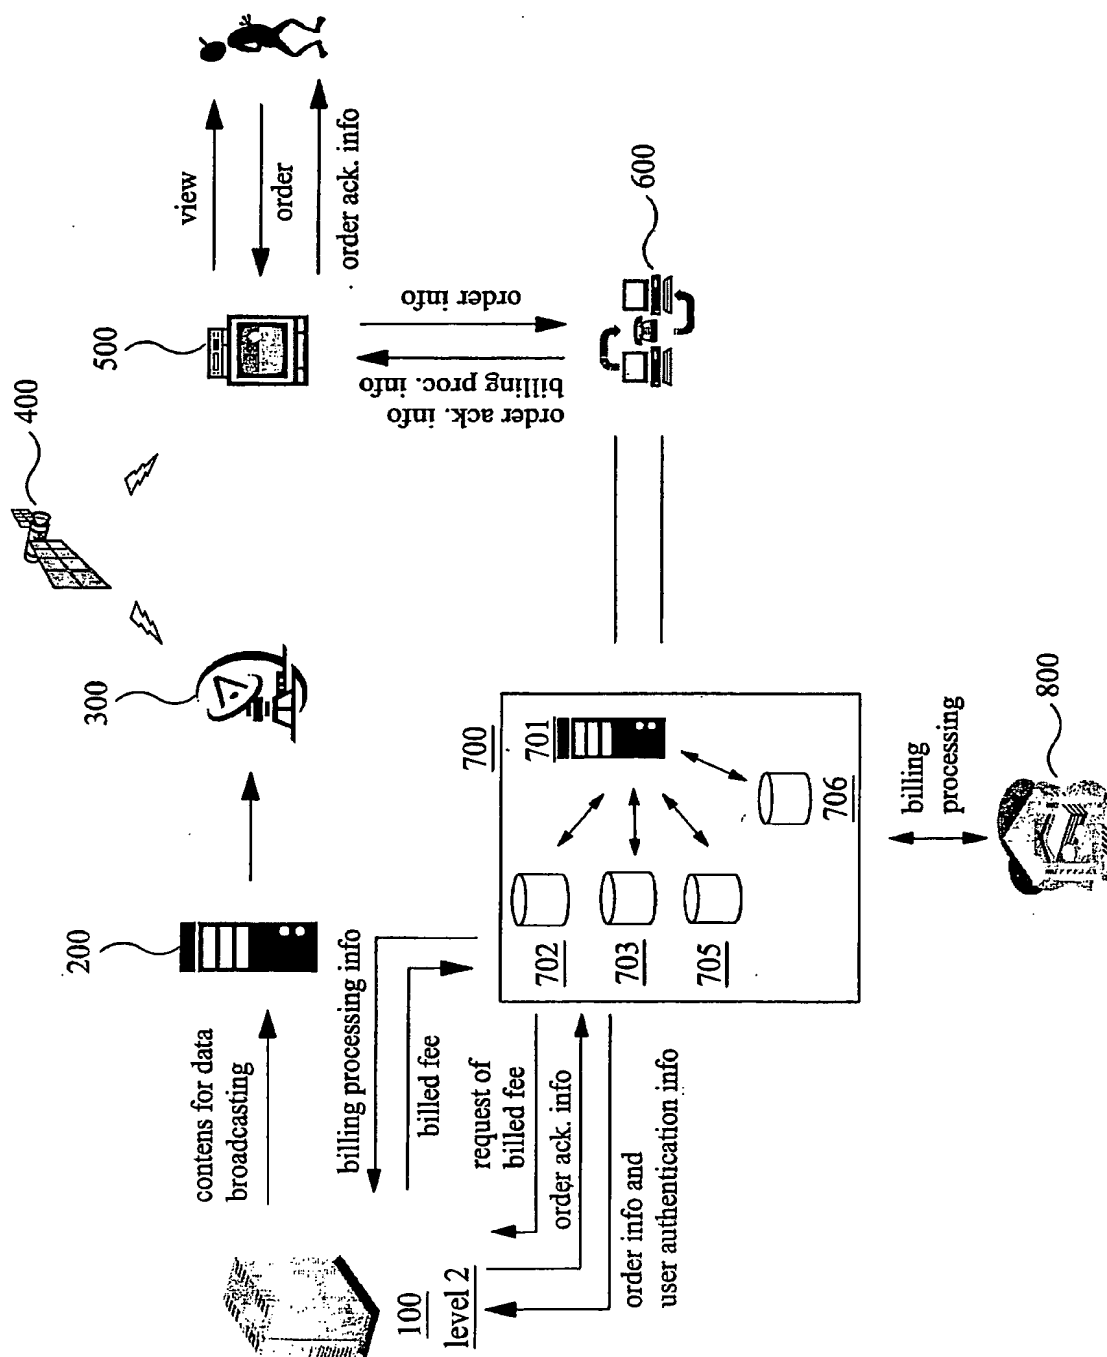 view
order
order ack. info
500
400
300
200
contens for data
broadcasting
100
level 2
order info
billing proc. info
order ack. info
600
billing processing info
billed fee
request of
billed fee
order ack. info
order info and
user authentication info
700
701
702
703
705
706
billing
processing
800